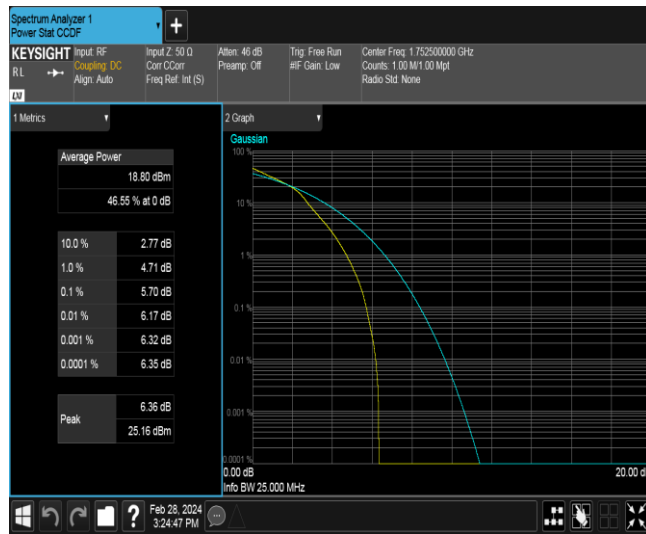 Spectrum Analyzer 1
Power Stat CCDF
+
KEYSIGHT
RL
LXI
Input: RF
Coupling: DC
Align: Auto
Input Z: 50 Ω
Corr CCorr
Freq Ref: Int (S)
Atten: 46 dB
Preamp: Off
Trig: Free Run
#IF Gain: Low
Center Freq: 1.752500000 GHz
Counts: 1.00 M/1.00 Mpt
Radio Std: None
1 Metrics
Average Power
18.80 dBm
46.55 % at 0 dB
10.0 % 2.77 dB
1.0 % 4.71 dB
0.1 % 5.70 dB
0.01 % 6.17 dB
0.001 % 6.32 dB
0.0001 % 6.35 dB
Peak
6.36 dB
25.16 dBm
2 Graph
Gaussian
100 %
10 %
1 %
0.1 %
0.01 %
0.001 %
0.0001 %
0.00 dB
20.00 d
Info BW 25.000 MHz
?
Feb 28, 2024
3:24:47 PM